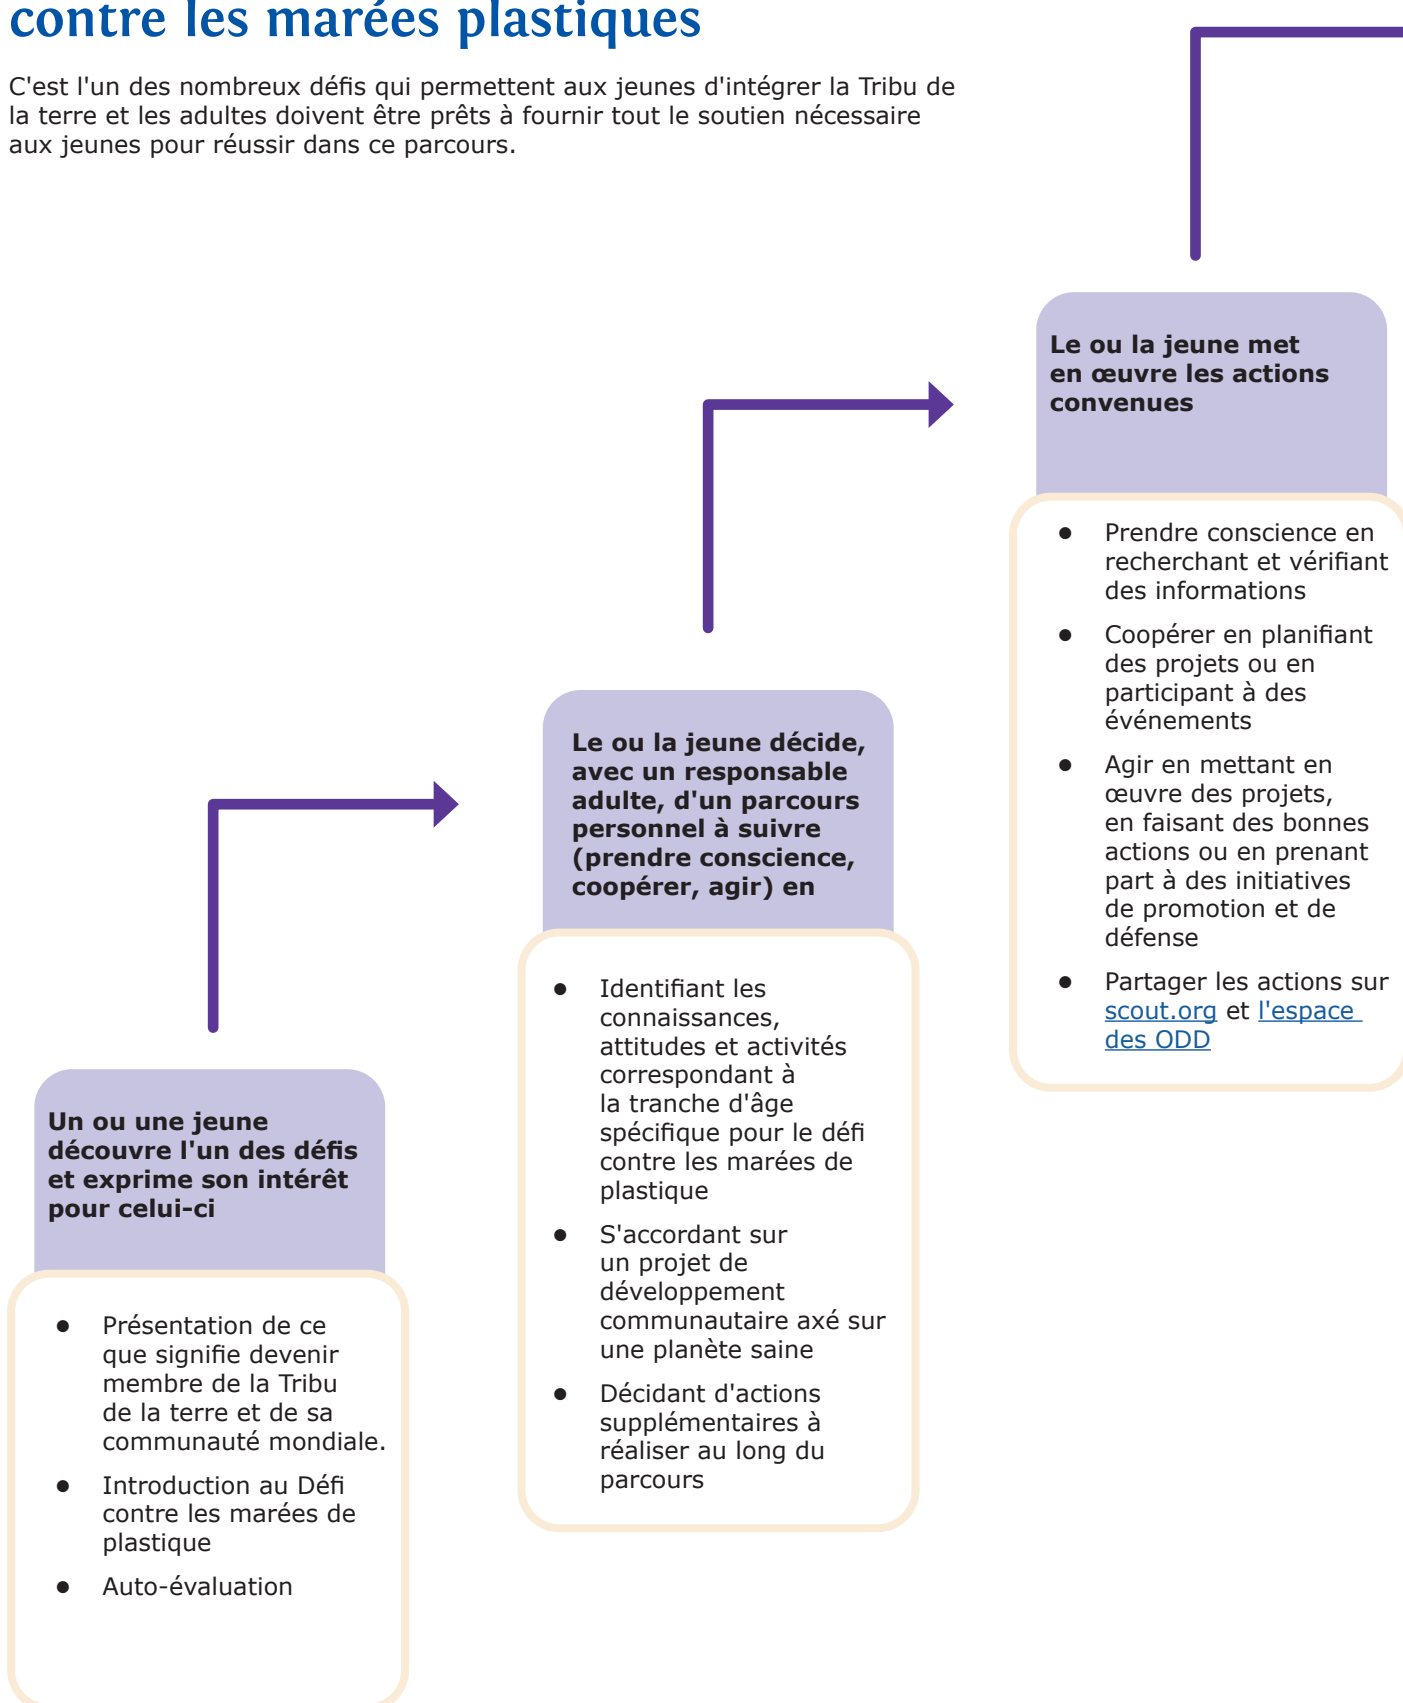 contre les marées plastiques
C'est l'un des nombreux défis qui permettent aux jeunes d'intégrer la Tribu de
la terre et les adultes doivent être prêts à fournir tout le soutien nécessaire
aux jeunes pour réussir dans ce parcours.
Un ou une jeune
découvre l'un des défis
et exprime son intérêt
pour celui-ci
● Présentation de ce
que signifie devenir
membre de la Tribu
de la terre et de sa
communauté mondiale.
● Introduction au Défi
contre les marées de
plastique
● Auto-évaluation
Le ou la jeune décide,
avec un responsable
adulte, d'un parcours
personnel à suivre
(prendre conscience,
coopérer, agir) en
● Identifiant les
connaissances,
attitudes et activités
correspondant à
la tranche d'âge
spécifique pour le défi
contre les marées de
plastique
● S'accordant sur
un projet de
développement
communautaire axé sur
une planète saine
● Décidant d'actions
supplémentaires à
réaliser au long du
parcours
Le ou la jeune met
en œuvre les actions
convenues
● Prendre conscience en
recherchant et vérifiant
des informations
● Coopérer en planifiant
des projets ou en
participant à des
événements
● Agir en mettant en
œuvre des projets,
en faisant des bonnes
actions ou en prenant
part à des initiatives
de promotion et de
défense
● Partager les actions sur
scout.org et l'espace
des ODD